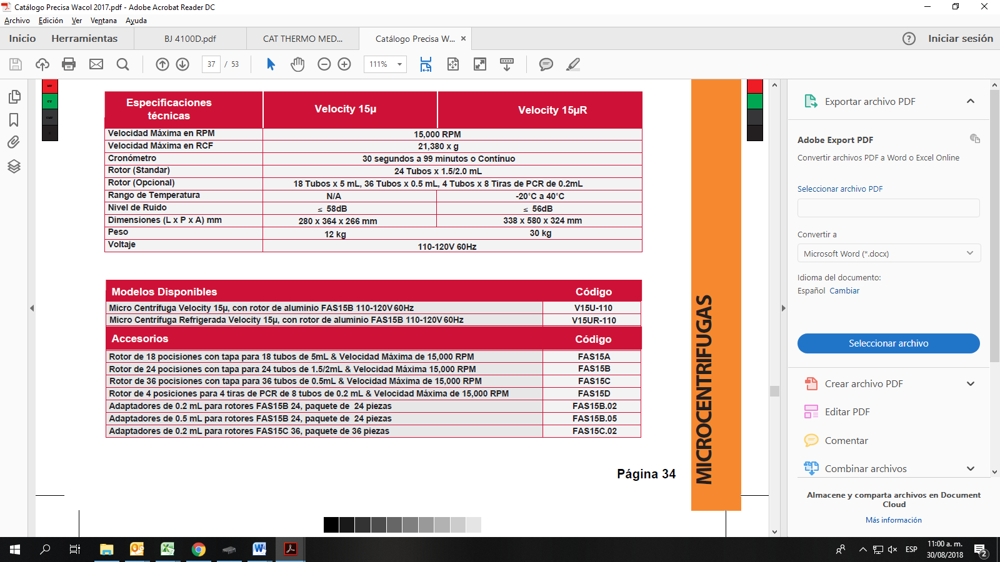 Catálogo Precisa Wacol 2017.pdf - Adobe Acrobat Reader DC
Archivo Edición Ver Ventana Ayuda
Inicio Herramientas BJ 4100D.pdf CAT THERMO MED... Catálogo Precisa W... × Iniciar sesión
37 / 53 111%
Especificaciones técnicas Velocity 15µ Velocity 15µR
Velocidad Máxima en RPM 15,000 RPM
Velocidad Máxima en RCF 21,380 x g
Cronómetro 30 segundos a 99 minutos o Contínuo
Rotor (Standar) 24 Tubos x 1.5/2.0 mL
Rotor (Opcional) 18 Tubos x 5 mL, 36 Tubos x 0.5 mL, 4 Tubos x 8 Tiras de PCR de 0.2mL
Rango de Temperatura N/A -20°C a 40°C
Nivel de Ruido ≤ 58dB ≤ 56dB
Dimensiones (L x P x A) mm 280 x 364 x 266 mm 338 x 580 x 324 mm
Peso 12 kg 30 kg
Voltaje 110-120V 60Hz
Modelos Disponibles Código
Micro Centrífuga Velocity 15µ, con rotor de aluminio FAS15B 110-120V 60Hz V15U-110
Micro Centrífuga Refrigerada Velocity 15µ, con rotor de aluminio FAS15B 110-120V 60Hz V15UR-110
Accesorios Código
Rotor de 18 pocisiones con tapa para 18 tubos de 5mL & Velocidad Máxima de 15,000 RPM FAS15A
Rotor de 24 pocisiones con tapa para 24 tubos de 1.5/2mL & Velocidad Máxima 15,000 RPM FAS15B
Rotor de 36 pocisiones con tapa para 36 tubos de 0.5mL & Velocidad Máxima de 15,000 RPM FAS15C
Rotor de 4 posiciones para 4 tiras de PCR de 8 tubos de 0.2 mL & Velocidad Máxima de 15,000 RPM FAS15D
Adaptadores de 0.2 mL para rotores FAS15B 24, paquete de 24 piezas FAS15B.02
Adaptadores de 0.5 mL para rotores FAS15B 24, paquete de 24 piezas FAS15B.05
Adaptadores de 0.2 mL para rotores FAS15C 36, paquete de 36 piezas FAS15C.02
Página 34
MICROCENTRIFUGAS
Exportar archivo PDF
Adobe Export PDF
Convertir archivos PDF a Word o Excel Online
Seleccionar archivo PDF
Convertir a
Microsoft Word (*.docx)
Idioma del documento:
Español Cambiar
Seleccionar archivo
Crear archivo PDF
Editar PDF
Comentar
Combinar archivos
Almacene y comparta archivos en Document
Cloud
Más información
ESP 11:00 a. m.
30/08/2018
2